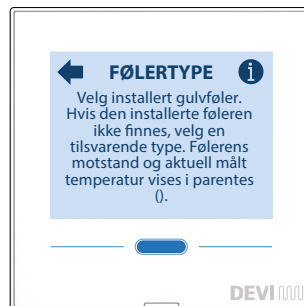 FØLERTYPE
Velg installert gulvføler.
Hvis den installerte føleren
ikke finnes, velg en
tilsvarende type. Følerens
motstand og aktuell målt
temperatur vises i parentes
().
DEVI